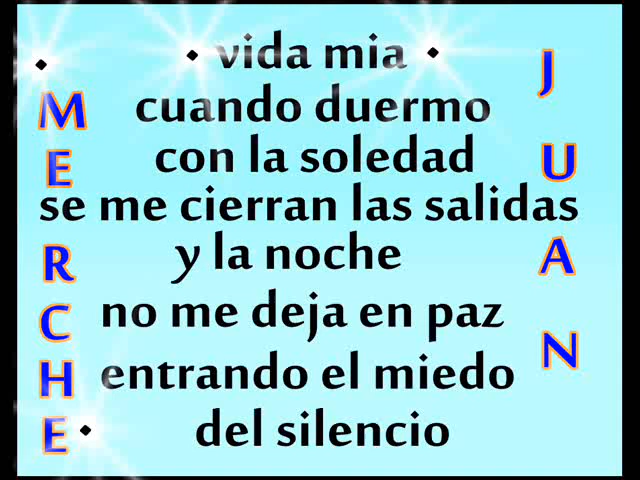 vida mia
cuando duermo
con la soledad
se me cierran las salidas
y la noche
no me deja en paz
entrando el miedo
del silencio
MERCHE
JUAN